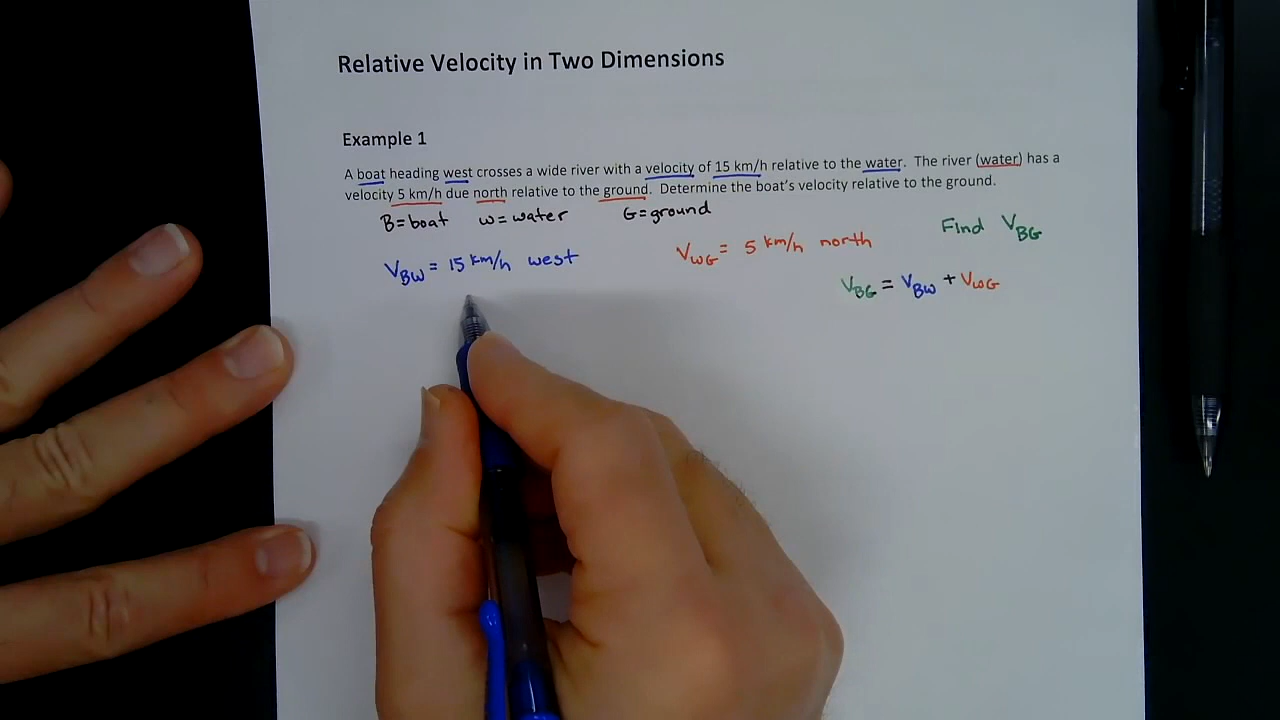 Relative Velocity in Two Dimensions
Example 1
A boat heading west crosses a wide river with a velocity of 15 km/h relative to the water. The river (water) has a
velocity 5 km/h due north relative to the ground. Determine the boat's velocity relative to the ground.
B=boat w=water G=ground
Find VBG
VBW = 15 km/h west VWG = 5 km/h north
VBG = VBW + VWG